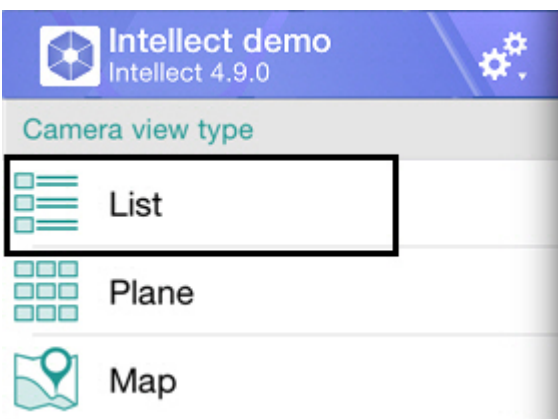 Intellect demo
Intellect 4.9.0
Camera view type
List
Plane
Map